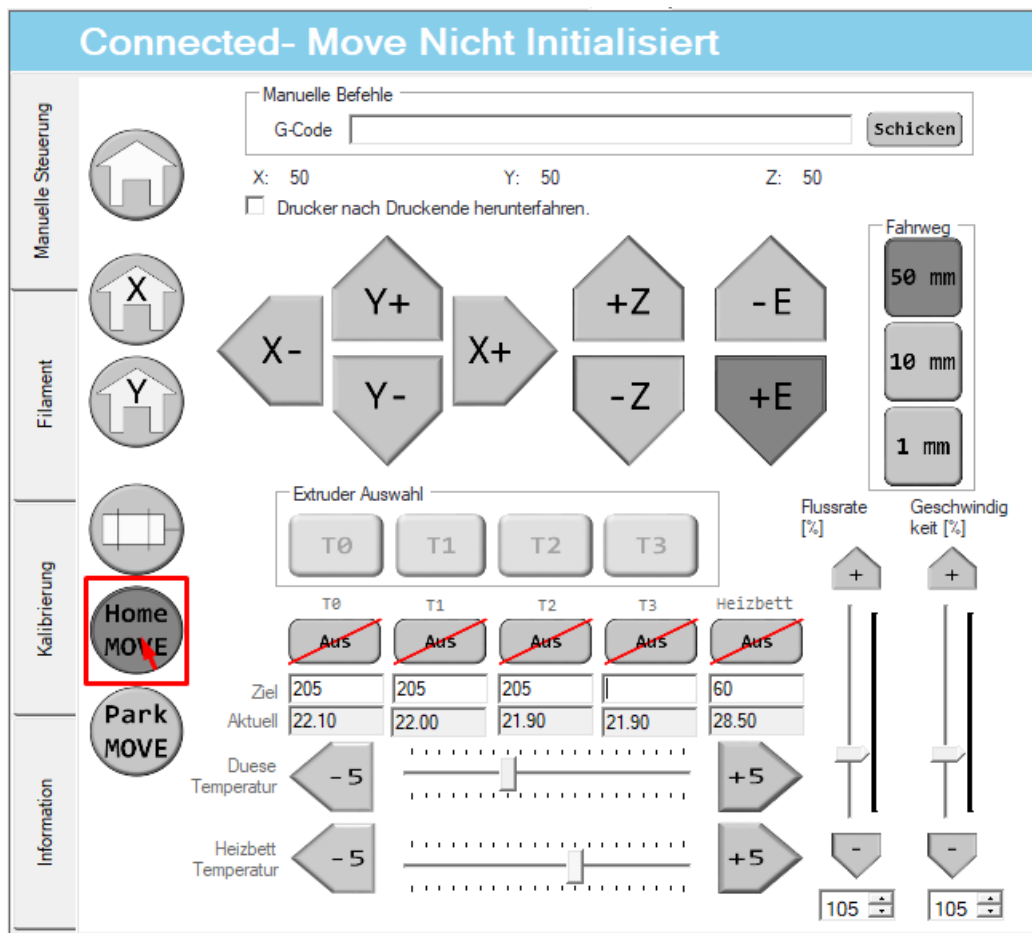 Connected- Move Nicht Initialisiert
Manuelle Steuerung
Filament
Kalibrierung
Information
Manuelle Befehle
G-Code
Schicken
X: 50 Y: 50 Z: 50
Drucker nach Druckende herunterfahren.
X
Y
Home
MOVE
Park
MOVE
X-
Y+
Y-
X+
+Z
-Z
-E
+E
Fahrweg
50 mm
10 mm
1 mm
Extruder Auswahl
T0 T1 T2 T3
T0 T1 T2 T3 Heizbett
Aus Aus Aus Aus Aus
Ziel 205 205 205 60
Aktuell 22.10 22.00 21.90 21.90 28.50
Duese
Temperatur
-5 +5
Heizbett
Temperatur
-5 +5
Flussrate
[%]
+
-
105
Geschwindig
keit [%]
+
-
105